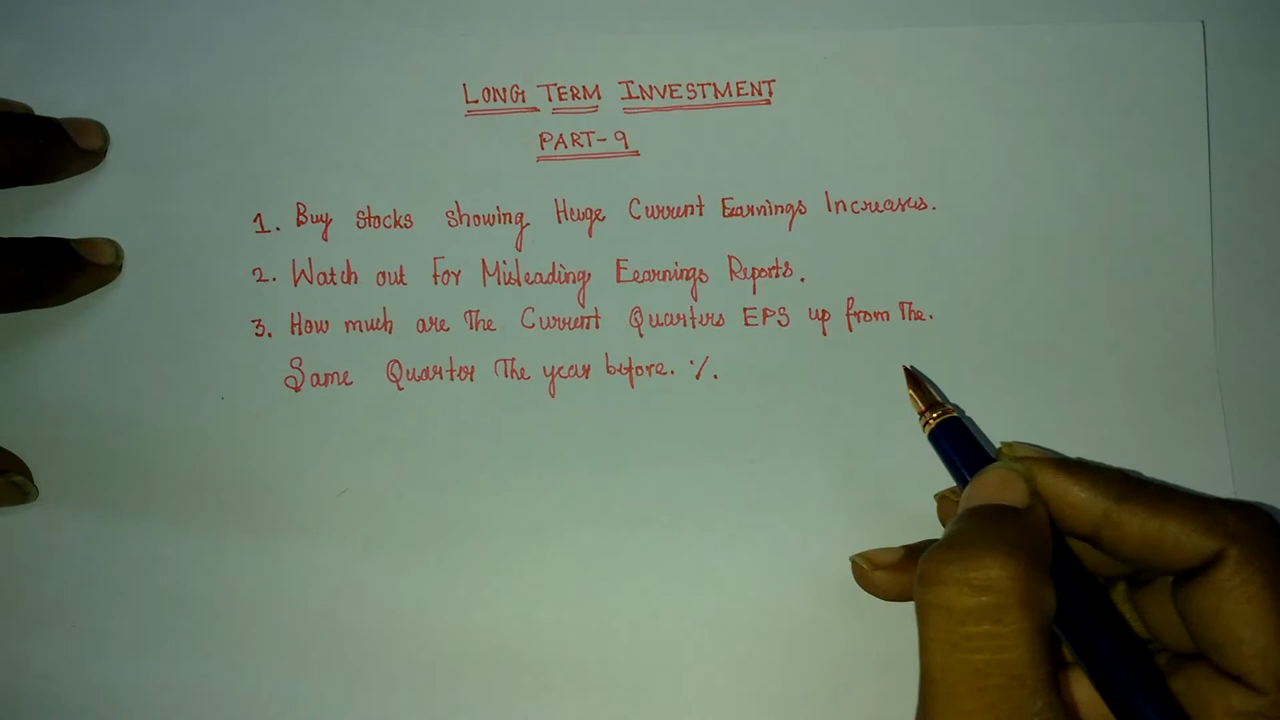 LONG TERM INVESTMENT
PART-9
1. Buy stocks showing Huge Current Earnings Increases.
2. Watch out For Misleading Eearnings Reports.
3. How much are The Current Quarters EPS up from The.
Same Quarter The year before. %.